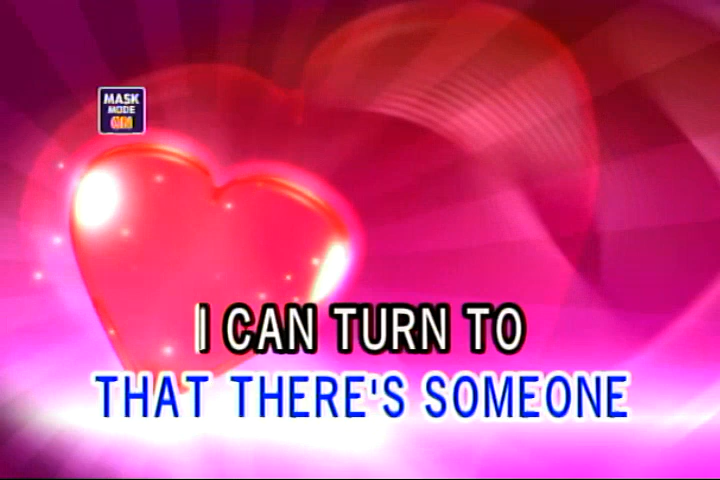 MASK
MODE
ON
I CAN TURN TO
THAT THERE'S SOMEONE